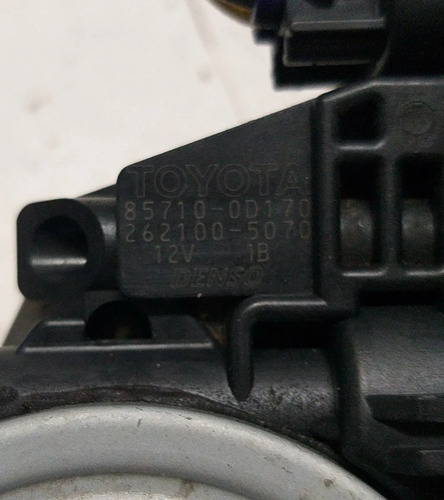 TOYOTA
85710-0D170
262100-5070
12V 1B
DENSO